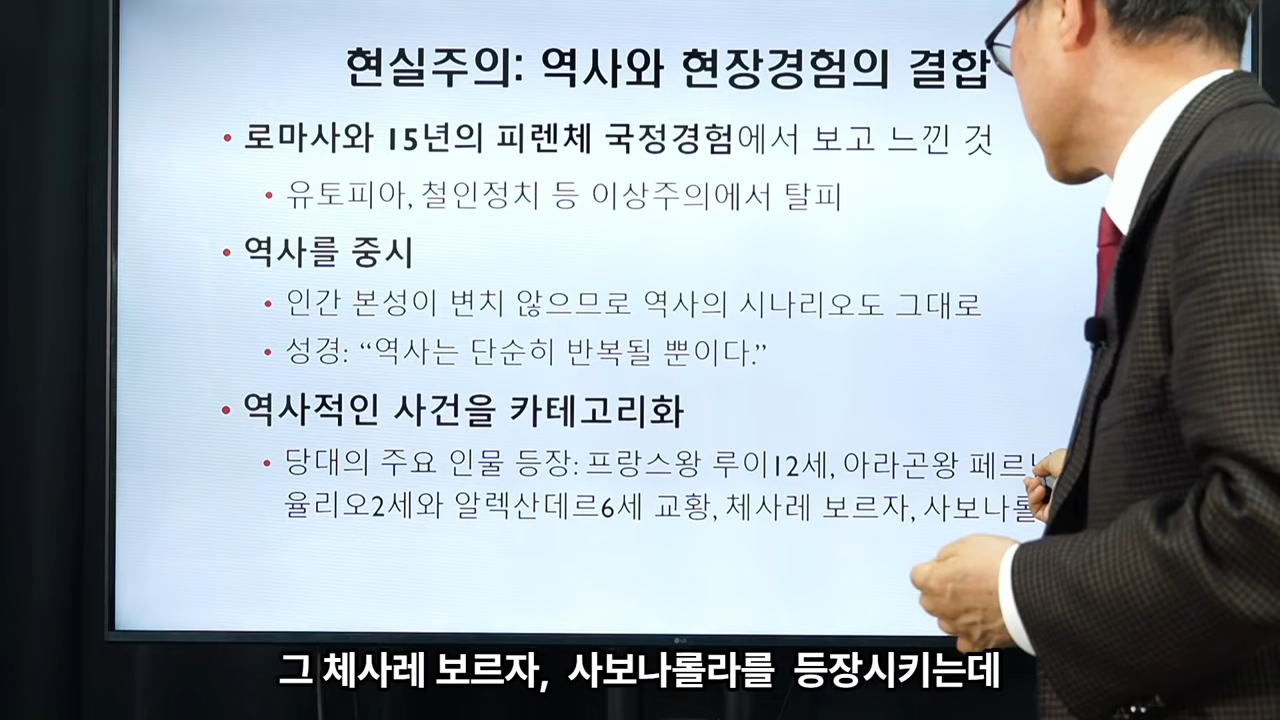 현실주의: 역사와 현장경험의 결합
• 로마사와 15년의 피렌체 국정경험에서 보고 느낀 것
• 유토피아, 철인정치 등 이상주의에서 탈피
• 역사를 중시
• 인간 본성이 변치 않으므로 역사의 시나리오도 그대로
• 성경: “역사는 단순히 반복될 뿐이다.”
• 역사적인 사건을 카테고리화
• 당대의 주요 인물 등장: 프랑스왕 루이12세, 아라곤왕
율리오2세와 알렉산데르6세 교황, 체사레 보르자,
LG
그 체사레 보르자, 사보나롤라를 등장시키는데